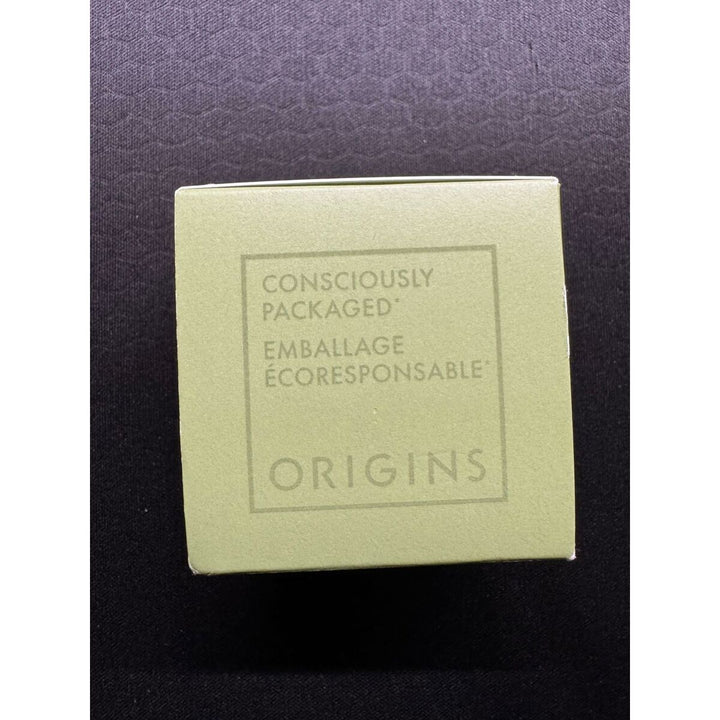 CONSCIOUSLY
PACKAGED*
EMBALLAGE
ÉCORESPONSABLE*
ORIGINS